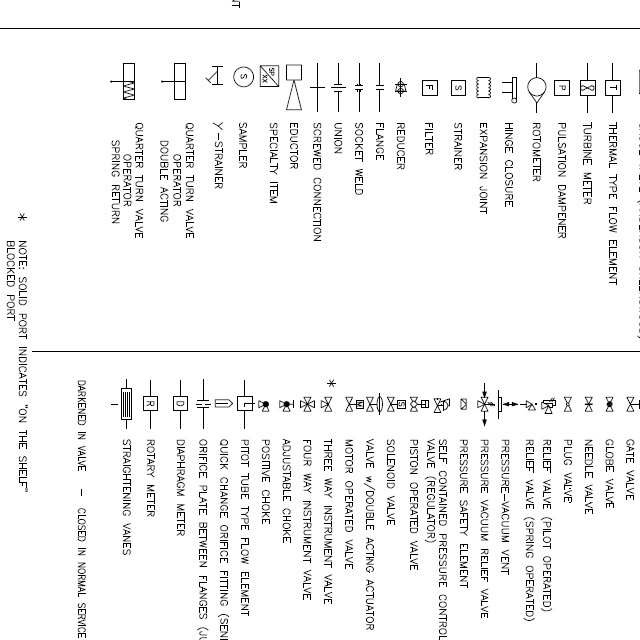 THERMAL TYPE FLOW ELEMENT
TURBINE METER
PULSATION DAMPENER
ROTOMETER
HINGE CLOSURE
EXPANSION JOINT
STRAINER
FILTER
REDUCER
FLANGE
SOCKET WELD
UNION
SCREWED CONNECTION
EDUCTOR
SPECIALTY ITEM
SAMPLER
Y-STRAINER
QUARTER TURN VALVE
OPERATOR
DOUBLE ACTING
QUARTER TURN VALVE
OPERATOR
SPRING RETURN
T
P
S
F
SP
XX
S
* NOTE: SOLID PORT INDICATES "ON THE SHELF"
BLOCKED PORT
GATE VALVE
GLOBE VALVE
NEEDLE VALVE
PLUG VALVE
RELIEF VALVE (PILOT OPERATED)
RELIEF VALVE (SPRING OPERATED)
PRESSURE-VACUUM VENT
PRESSURE VACUUM RELIEF VALVE
PRESSURE SAFETY ELEMENT
SELF CONTAINED PRESSURE CONTROL
VALVE (REGULATOR)
PISTON OPERATED VALVE
SOLENOID VALVE
VALVE w/DOUBLE ACTING ACTUATOR
MOTOR OPERATED VALVE
* THREE WAY INSTRUMENT VALVE
FOUR WAY INSTRUMENT VALVE
ADJUSTABLE CHOKE
POSITIVE CHOKE
L PITOT TUBE TYPE FLOW ELEMENT
QUICK CHANGE ORIFICE FITTING
ORIFICE PLATE BETWEEN FLANGES
D DIAPHRAGM METER
R ROTARY METER
STRAIGHTENING VANES
DARKENED IN VALVE - CLOSED IN NORMAL SERVICE